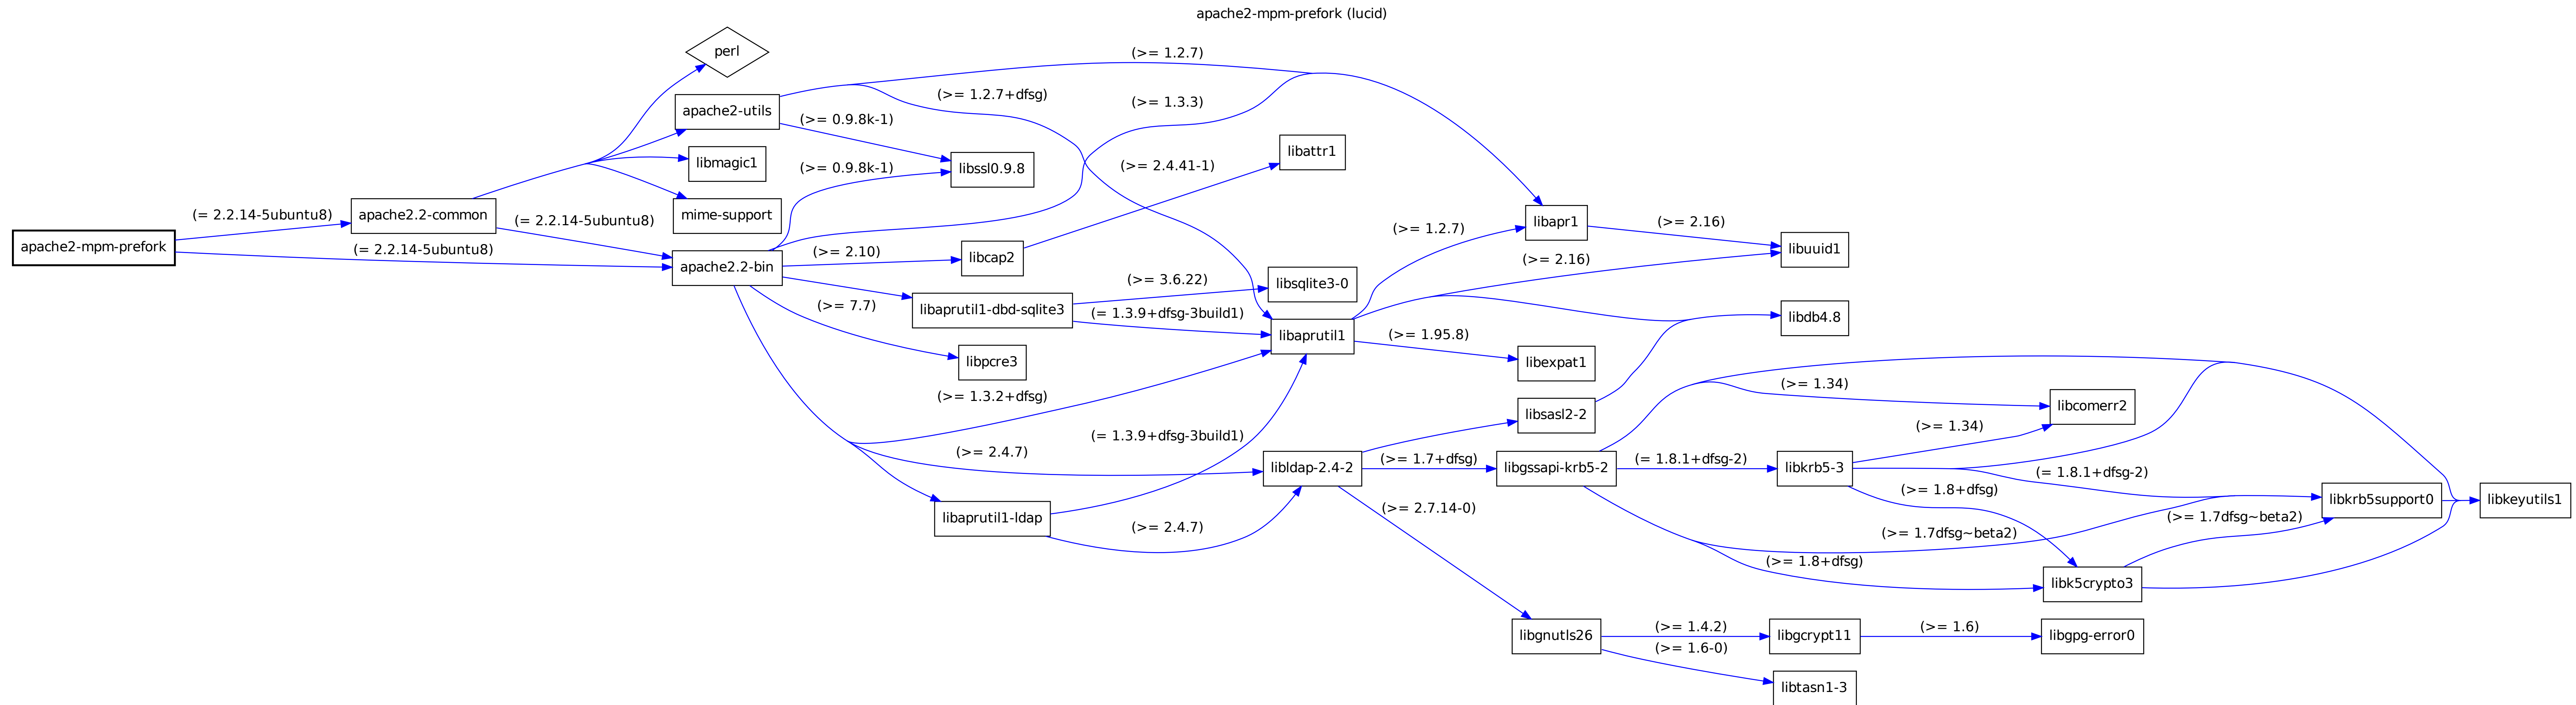 apache2-mpm-prefork (lucid)
perl
(>= 1.2.7)
(>= 1.2.7+dfsg)
(>= 1.3.3)
apache2-utils
(>= 0.9.8k-1)
libattr1
libmagic1
(>= 0.9.8k-1)
libssl0.9.8
(>= 2.4.41-1)
(= 2.2.14-5ubuntu8)
apache2.2-common
(= 2.2.14-5ubuntu8)
mime-support
libapr1
(>= 2.16)
(>= 1.2.7)
apache2-mpm-prefork
(= 2.2.14-5ubuntu8)
apache2.2-bin
(>= 2.10)
libcap2
(>= 2.16)
libuuid1
(>= 3.6.22)
libsqlite3-0
(>= 7.7)
libaprutil1-dbd-sqlite3
(= 1.3.9+dfsg-3build1)
libdb4.8
libaprutil1
(>= 1.95.8)
libpcre3
libexpat1
(>= 1.3.2+dfsg)
(>= 1.34)
libcomerr2
libsasl2-2
(>= 1.34)
(= 1.3.9+dfsg-3build1)
(>= 2.4.7)
libldap-2.4-2
(>= 1.7+dfsg)
libgssapi-krb5-2
(= 1.8.1+dfsg-2)
libkrb5-3
(= 1.8.1+dfsg-2)
(>= 1.8+dfsg)
libkrb5support0
libkeyutils1
(>= 2.7.14-0)
libaprutil1-ldap
(>= 2.4.7)
(>= 1.7dfsg~beta2)
(>= 1.7dfsg~beta2)
(>= 1.8+dfsg)
libk5crypto3
libgnutls26
(>= 1.4.2)
libgcrypt11
(>= 1.6)
libgpg-error0
(>= 1.6-0)
libtasn1-3